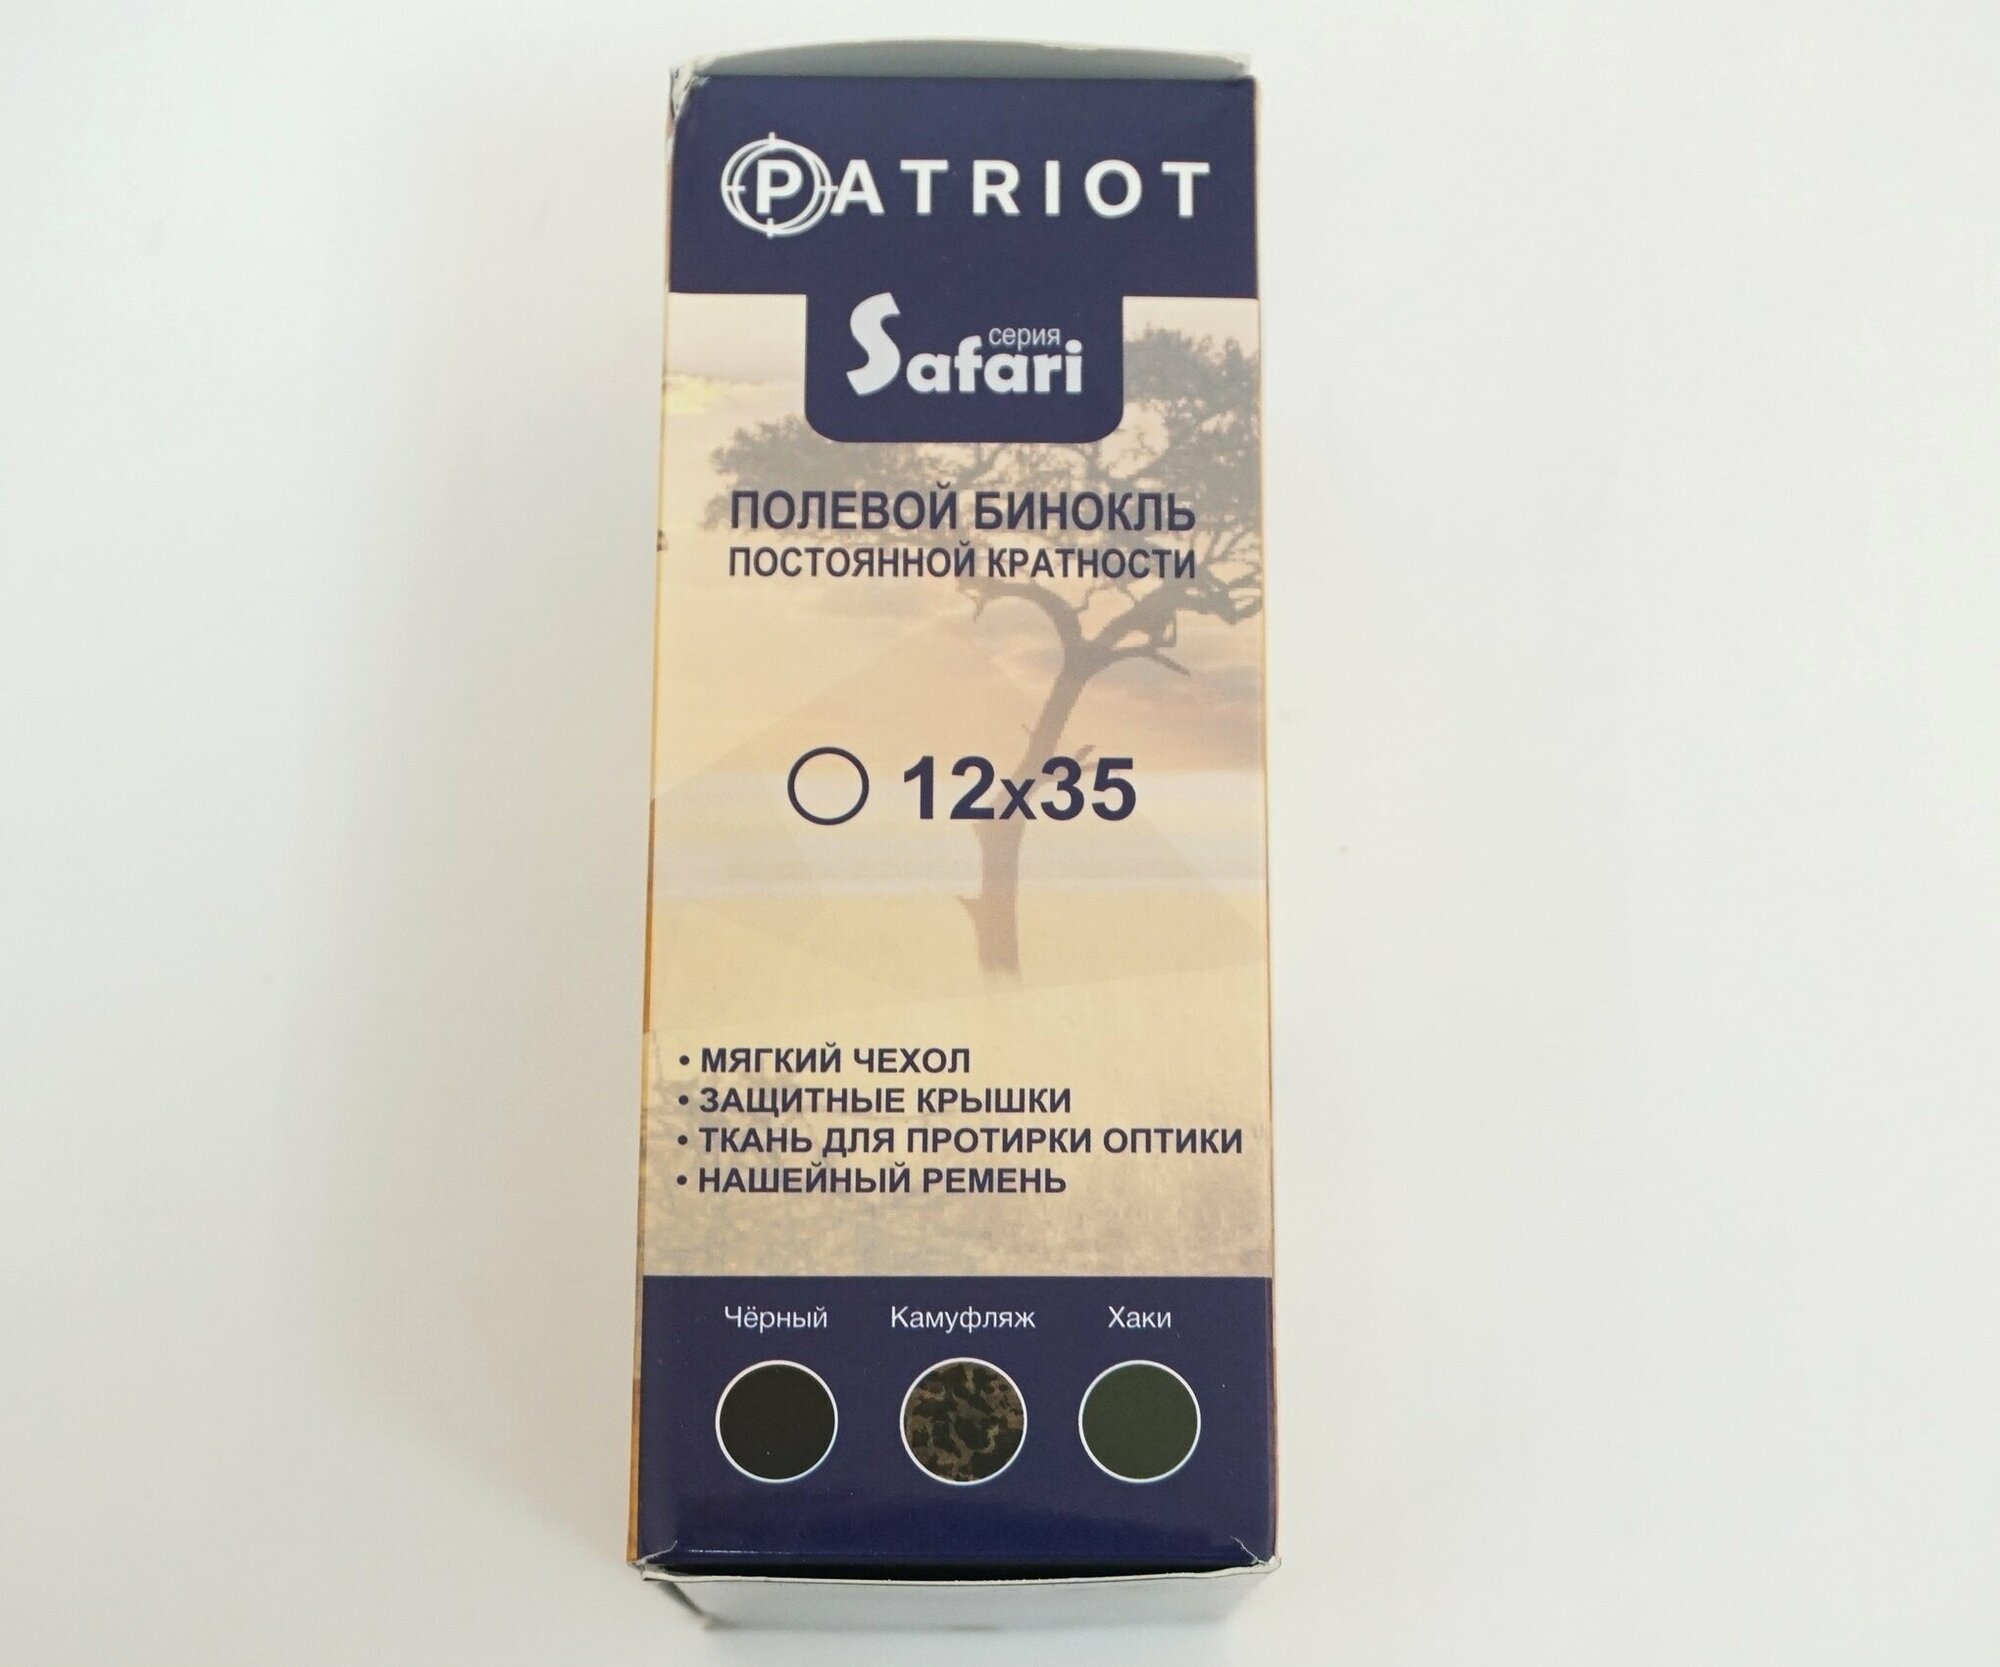 PATRIOT
серия
Safari
ПОЛЕВОЙ БИНОКЛЬ
ПОСТОЯННОЙ КРАТНОСТИ
12x35
• МЯГКИЙ ЧЕХОЛ
• ЗАЩИТНЫЕ КРЫШКИ
• ТКАНЬ ДЛЯ ПРОТИРКИ ОПТИКИ
• НАШЕЙНЫЙ РЕМЕНЬ
Чёрный Камуфляж Хаки